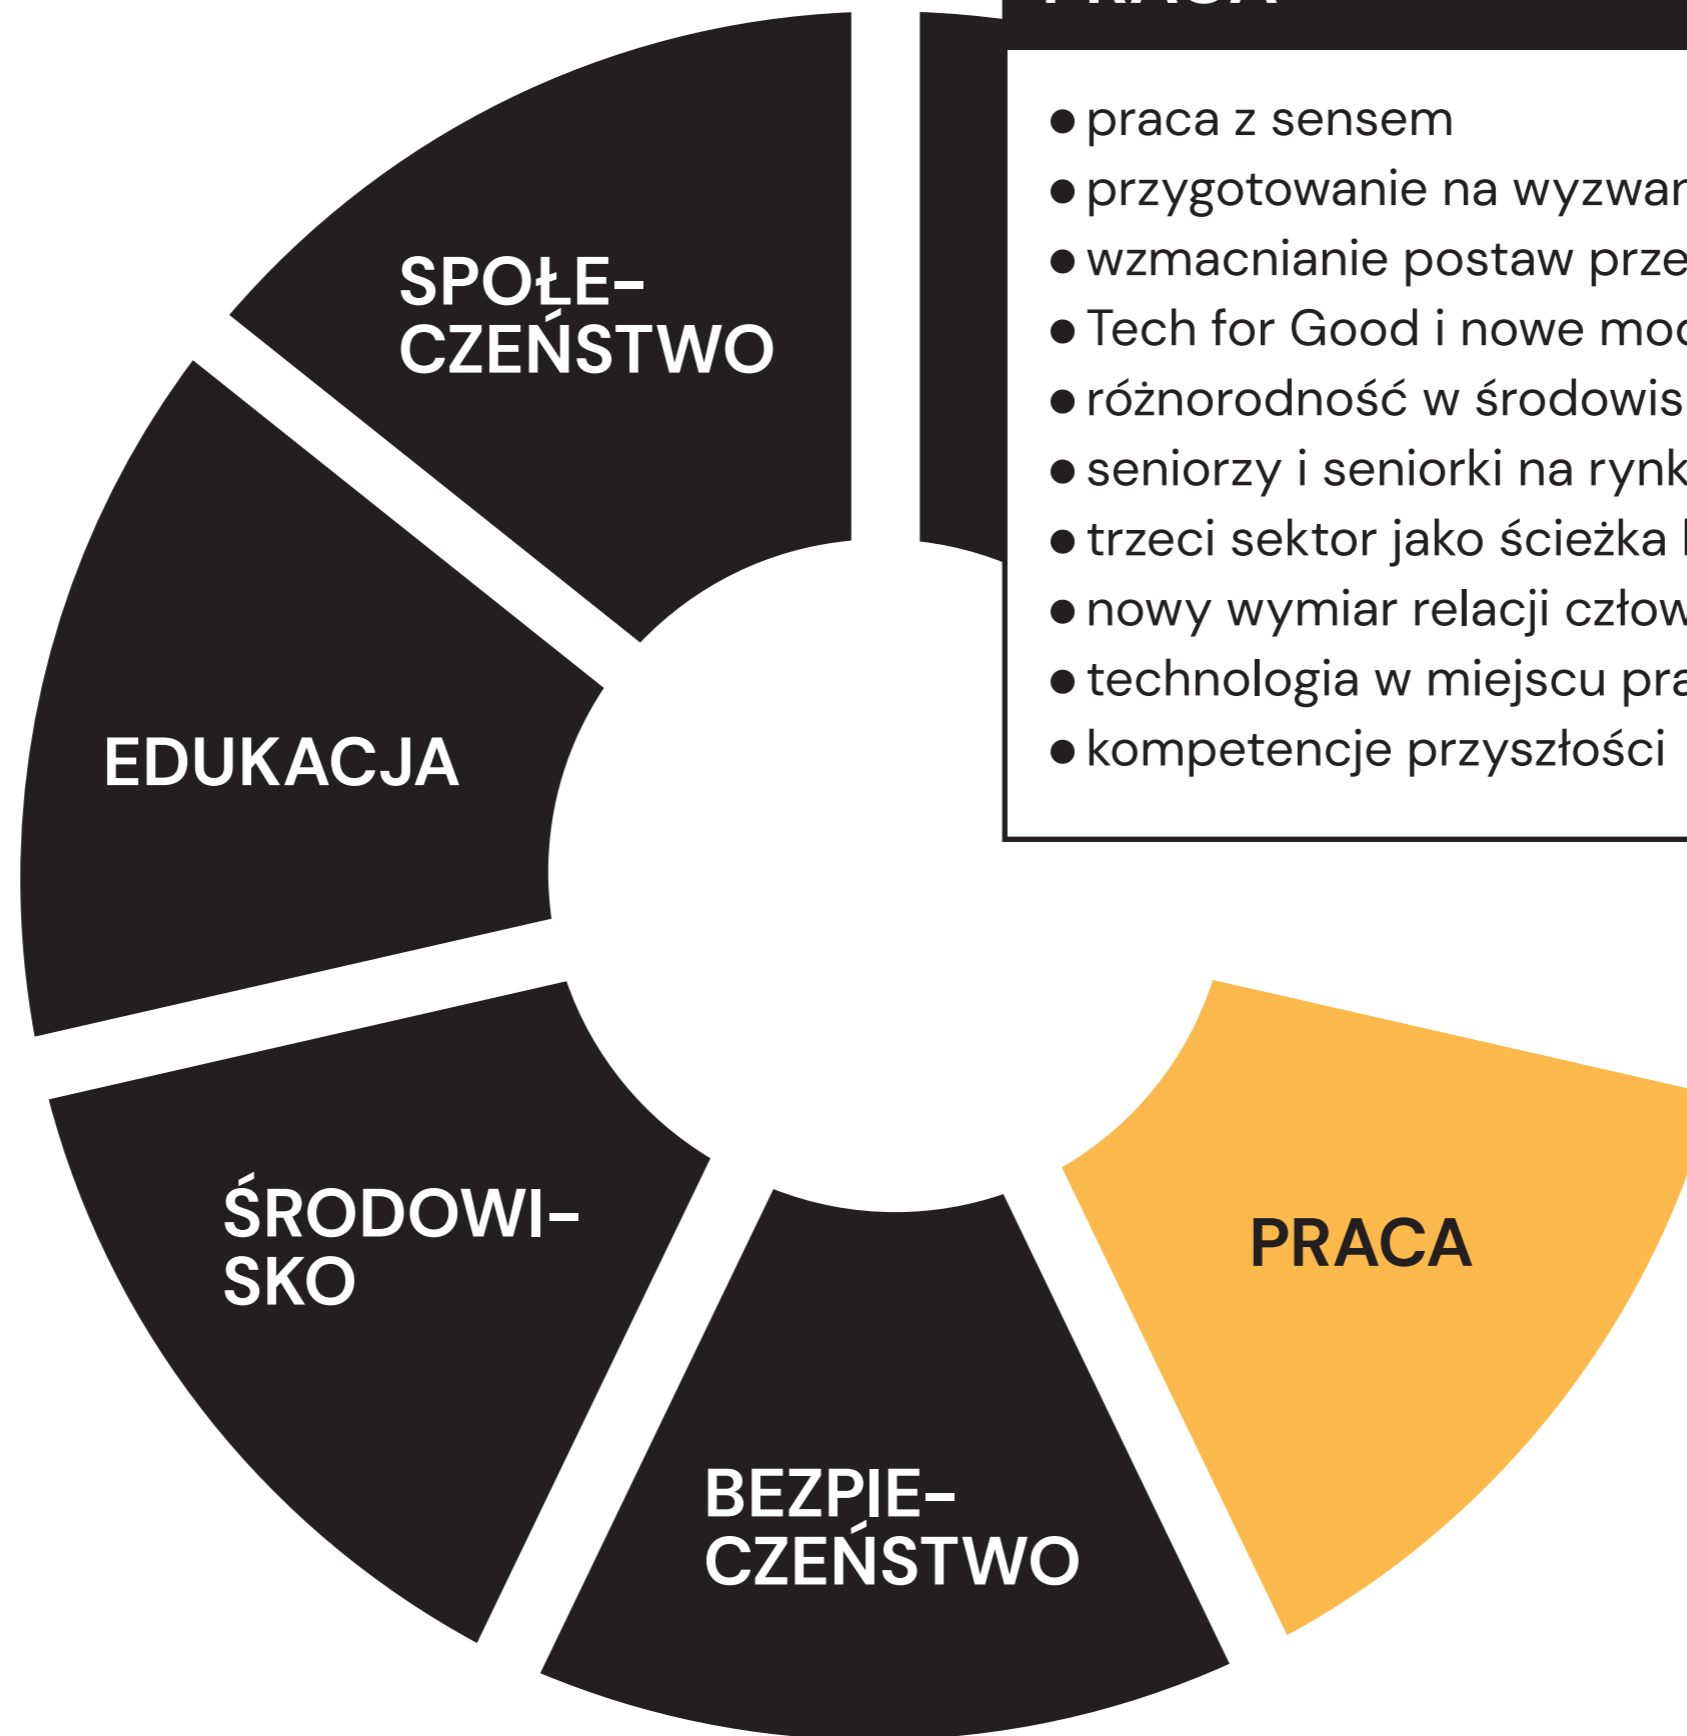 PRACA
• praca z sensem
• przygotowanie na
• wzmacnianie postaw
• Tech for Good i nowe
• różnorodność w
• seniorzy i seniorki na
• trzeci sektor jako ścieżka
• nowy wymiar relacji
• technologia w miejscu
• kompetencje przyszłości
SPOŁE-
CZEŃSTWO
EDUKACJA
ŚRODOWI-
SKO
PRACA
BEZPIE-
CZEŃSTWO